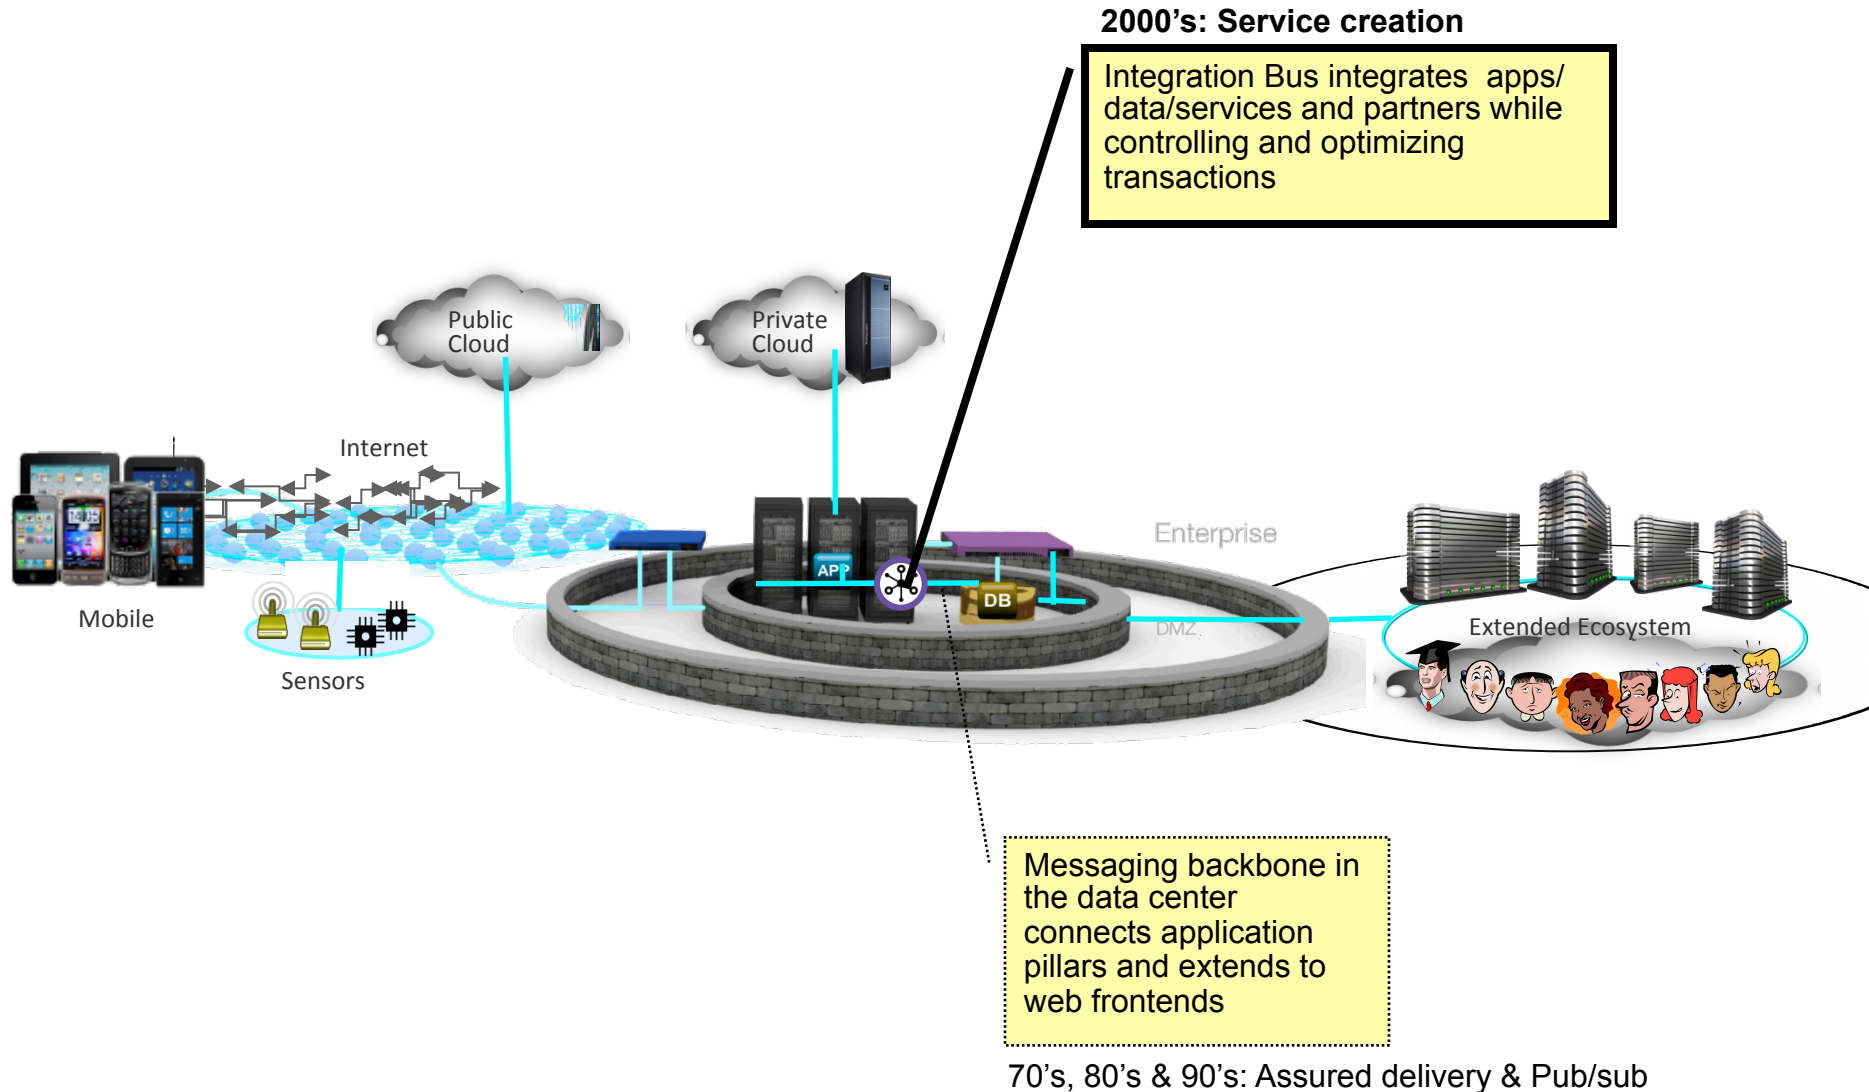 2000’s: Service creation
Integration Bus integrates  apps/
data/services and partners while
controlling and optimizing
transactions
Public
Cloud
Private
Cloud
Internet
Mobile
Sensors
APP
DB
Enterprise
DMZ
Extended Ecosystem
Messaging backbone in
the data center
connects application
pillars and extends to
web frontends
70’s, 80’s & 90’s: Assured delivery & Pub/sub